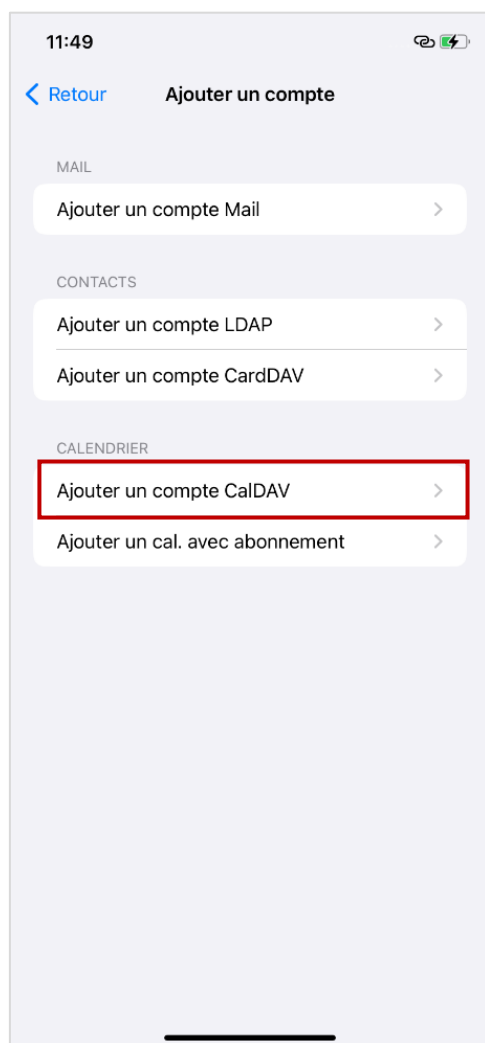 11:49
Retour
Ajouter un compte
MAIL
Ajouter un compte Mail
CONTACTS
Ajouter un compte LDAP
Ajouter un compte CardDAV
CALENDRIER
Ajouter un compte CalDAV
Ajouter un cal. avec abonnement